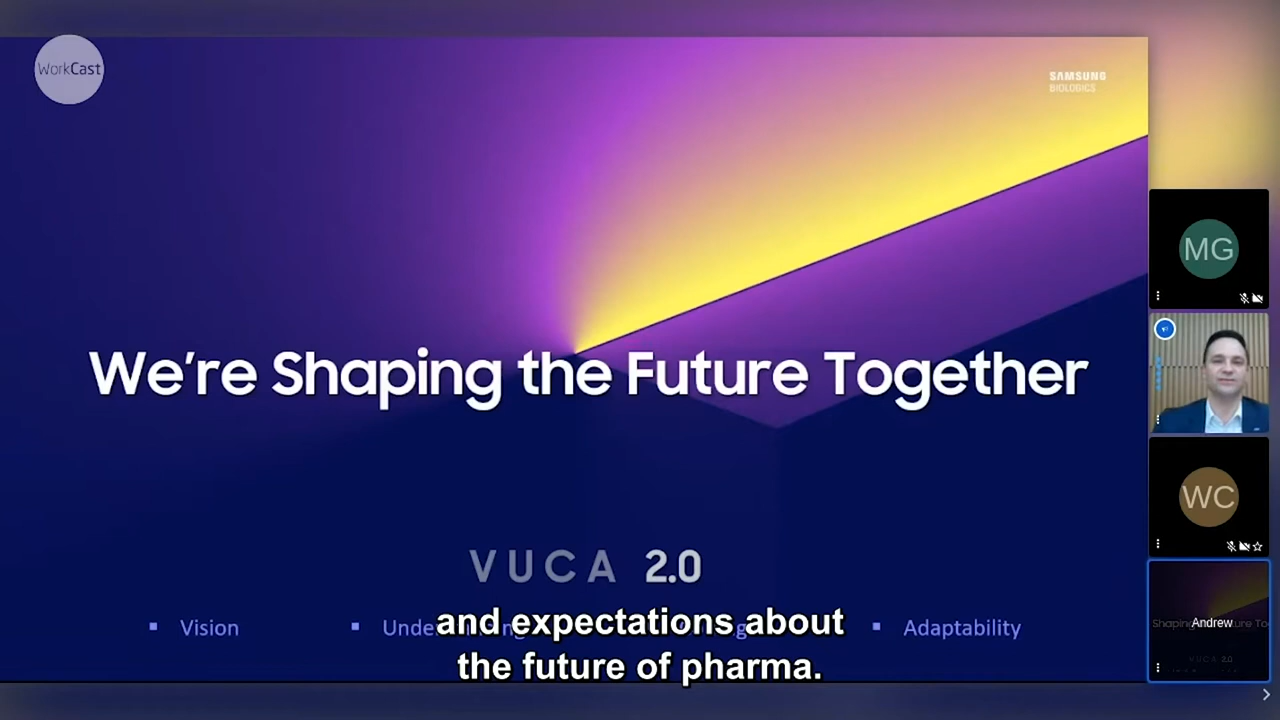 WorkCast
SAMSUNG
BIOLOGICS
MG
We're Shaping the Future Together
WC
VUCA 2.0
Andrew
▪ Vision
▪ Adaptability
and expectations about
the future of pharma.